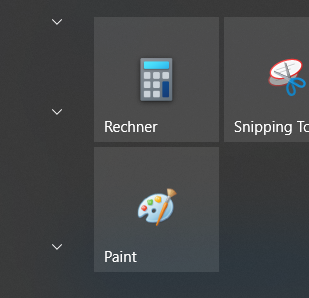 Rechner
Snipping To
Paint